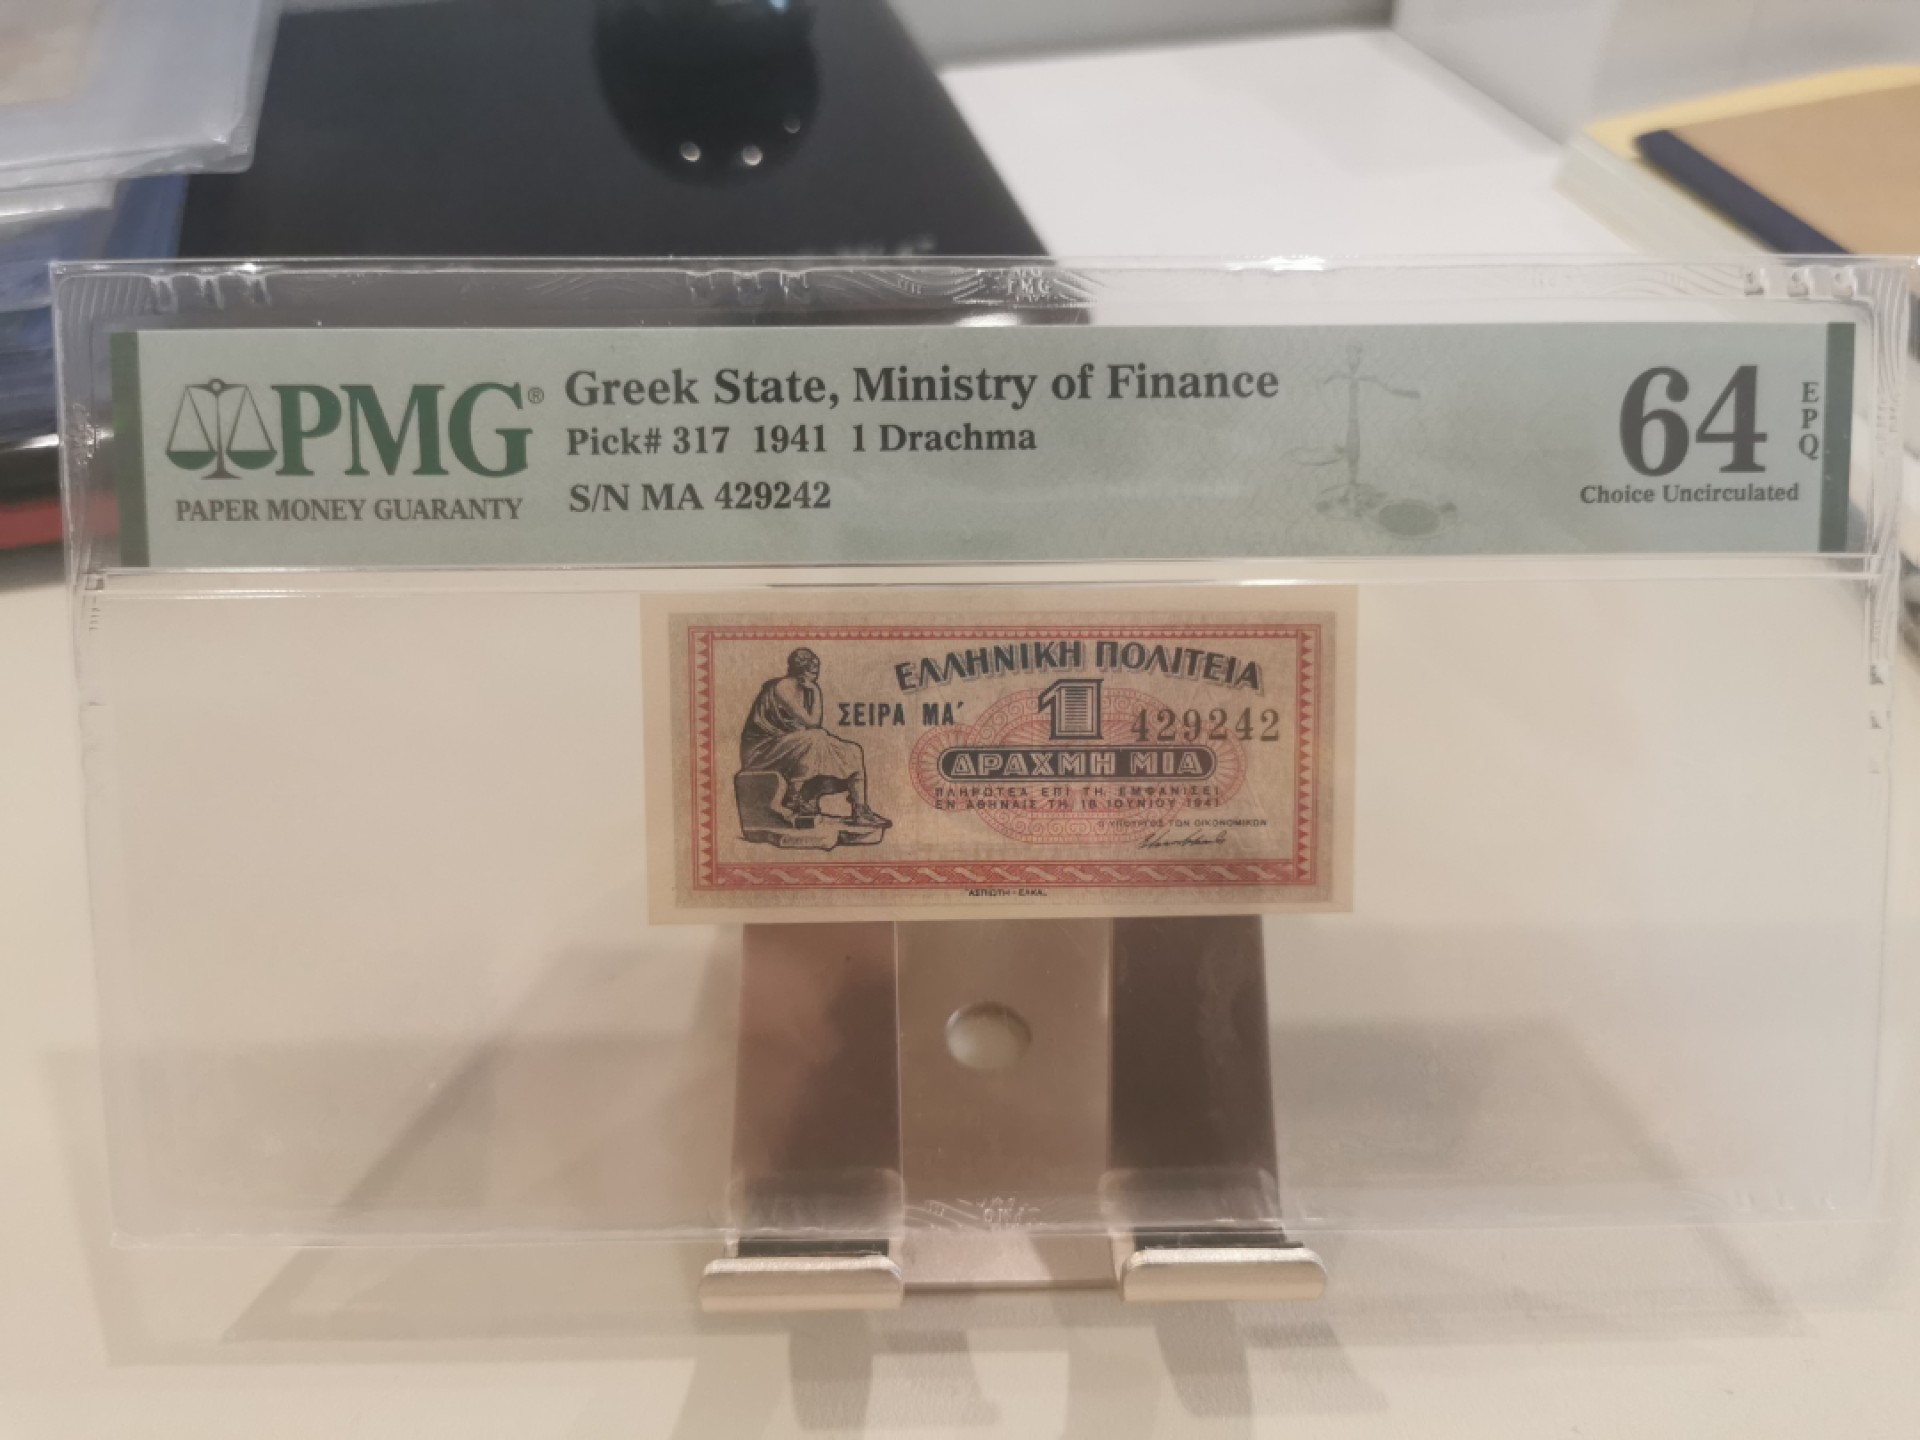 PMG®
PAPER MONEY GUARANTY
Greek State, Ministry of Finance
Pick# 317 1941 1 Drachma
S/N MA 429242
64
EPQ
Choice Uncirculated
ΕΛΛΗΝΙΚΗ ΠΟΛΙΤΕΙΑ
ΣΕΙΡΑ ΜΑ΄
1
429242
ΔΡΑΧΜΗ ΜΙΑ
ΠΛΗΡΩΤΕΑ ΕΠΙ ΤΗ ΕΜΦΑΝΙΣΕΙ
ΕΝ ΑΘΗΝΑΙΣ ΤΗ 18 ΙΟΥΝΙΟΥ 1941
Ο ΥΠΟΥΡΓΟΣ ΤΩΝ ΟΙΚΟΝΟΜΙΚΩΝ
"ΑΣΠΙΩΤΗ-ΕΛΚΑ„